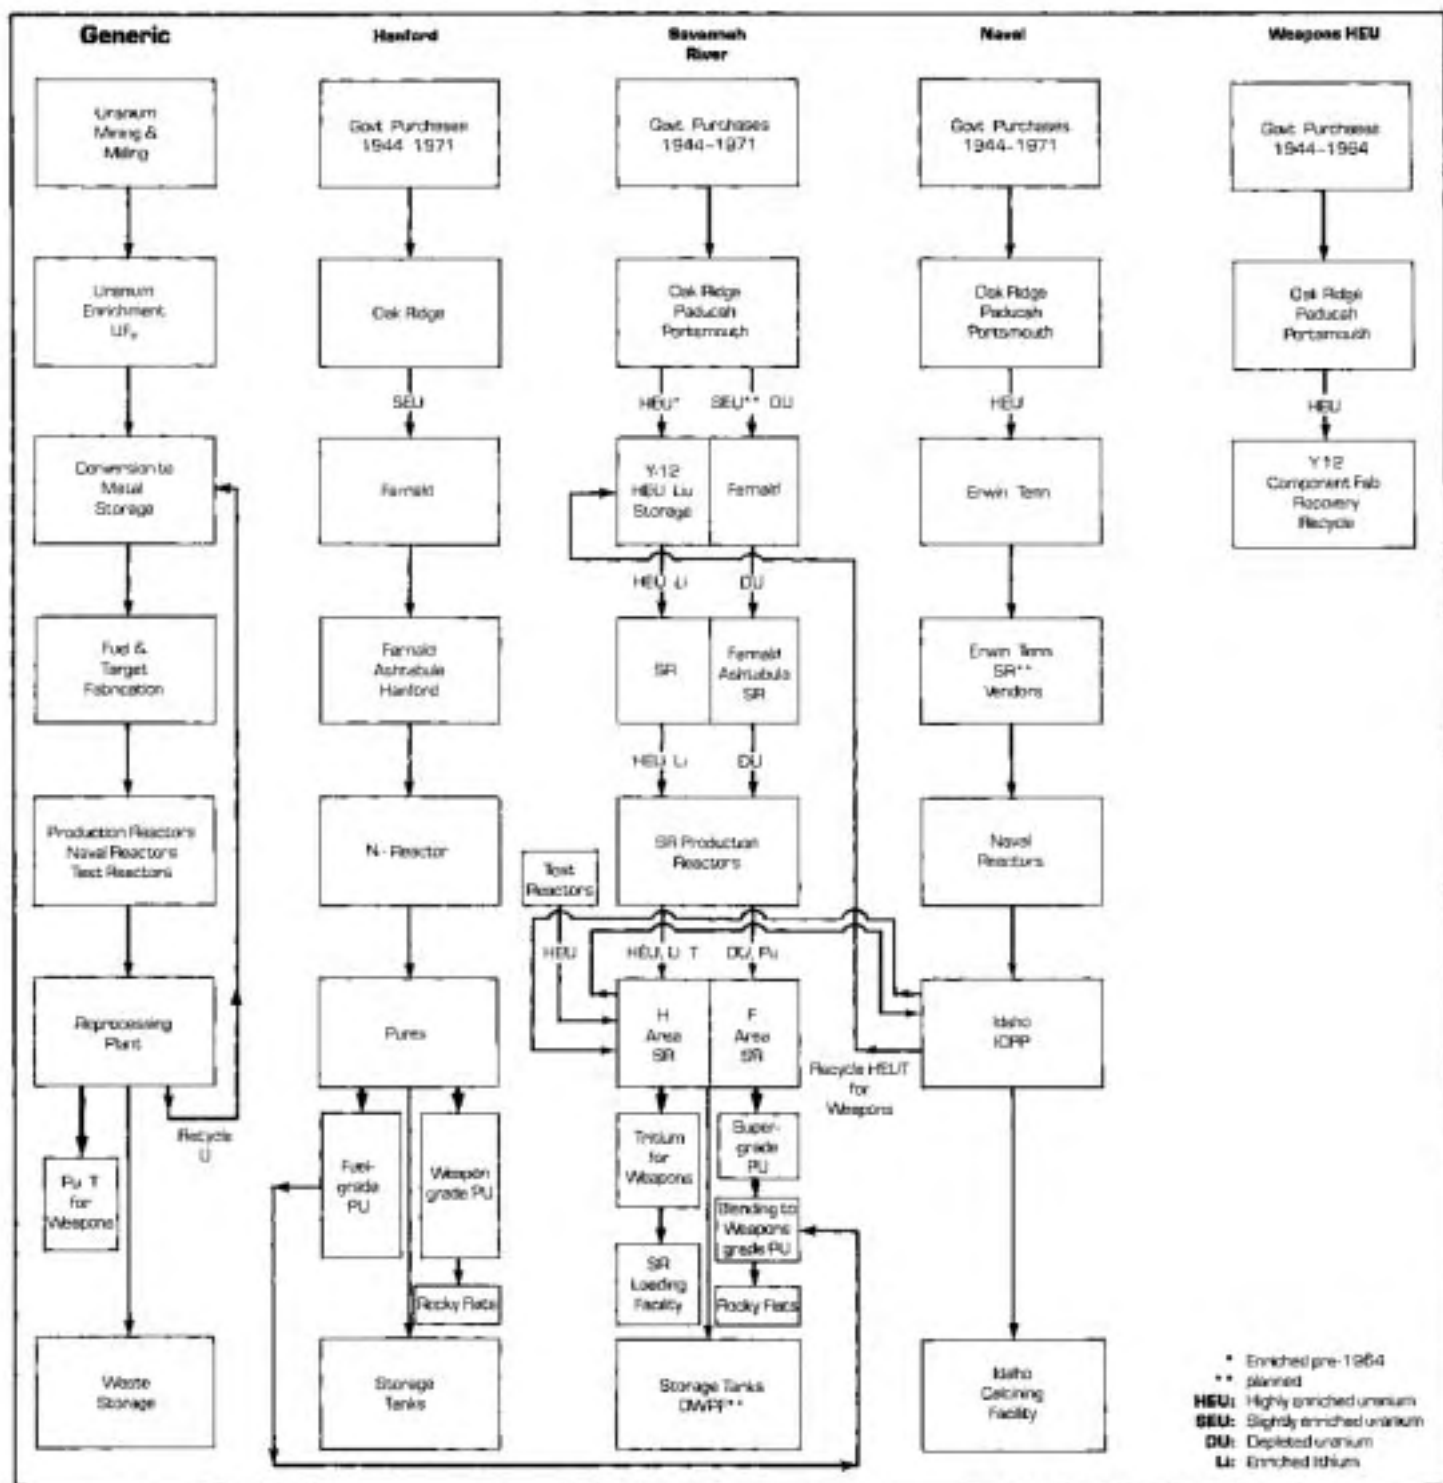 Generic
Uranium
Mining &
Milling
Uranium
Enrichment
UF₆
Conversion to
Metal
Storage
Fuel &
Target
Fabrication
Production Reactors
Naval Reactors
Test Reactors
Reprocessing
Plant
Recycle
U
Pu T
for
Weapons
Waste
Storage
Hanford
Govt Purchases
1944 1971
Oak Ridge
SEU
Fernald
Fernald
Ashtabula
Hanford
N-Reactor
Purex
Fuel-
grade
PU
Weapon
grade PU
Rocky Flats
Storage
Tanks
Savannah
River
Govt Purchases
1944-1971
Oak Ridge
Paducah
Portsmouth
HEU*
SEU** DU
Y-12
HEU
Storage
Fernald
HEU Li
DU
SR
Fernald
Ashtabula
SR
HEU Li
DU
SR Production
Reactors
Test
Reactors
HEU
HEU, Li T
DU, Pu
H
Area
SR
F
Area
SR
Tritium
for
Weapons
Super-
grade
PU
Blending to
Weapons
grade PU
SR
Loading
Facility
Rocky Flats
Storage Tanks
DWPF**
Naval
Govt Purchases
1944-1971
Oak Ridge
Paducah
Portsmouth
HEU
Erwin Tenn
Erwin Tenn
SR**
Vendors
Naval
Reactors
Idaho
ICPP
Recycle
for
Weapons
Idaho
Calcining
Facility
Weapons HEU
Govt Purchases
1944-1964
Oak Ridge
Paducah
Portsmouth
HEU
Y-12
Component Fab
Recovery
Recycle
* Enriched pre-1964
** planned
HEU: Highly enriched uranium
SEU: Slightly enriched uranium
DU: Depleted uranium
Li: Enriched lithium